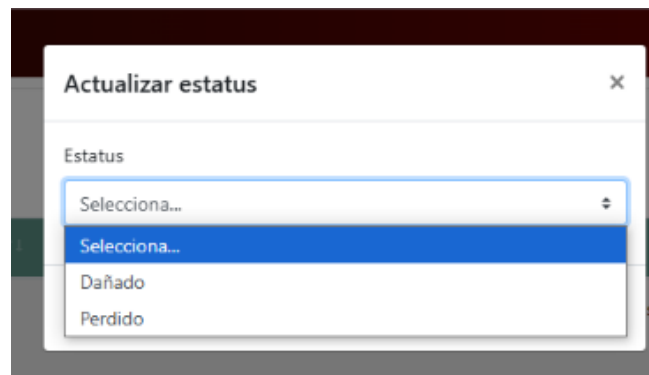 Actualizar estatus ×
Estatus
Selecciona...
Selecciona...
Dañado
Perdido